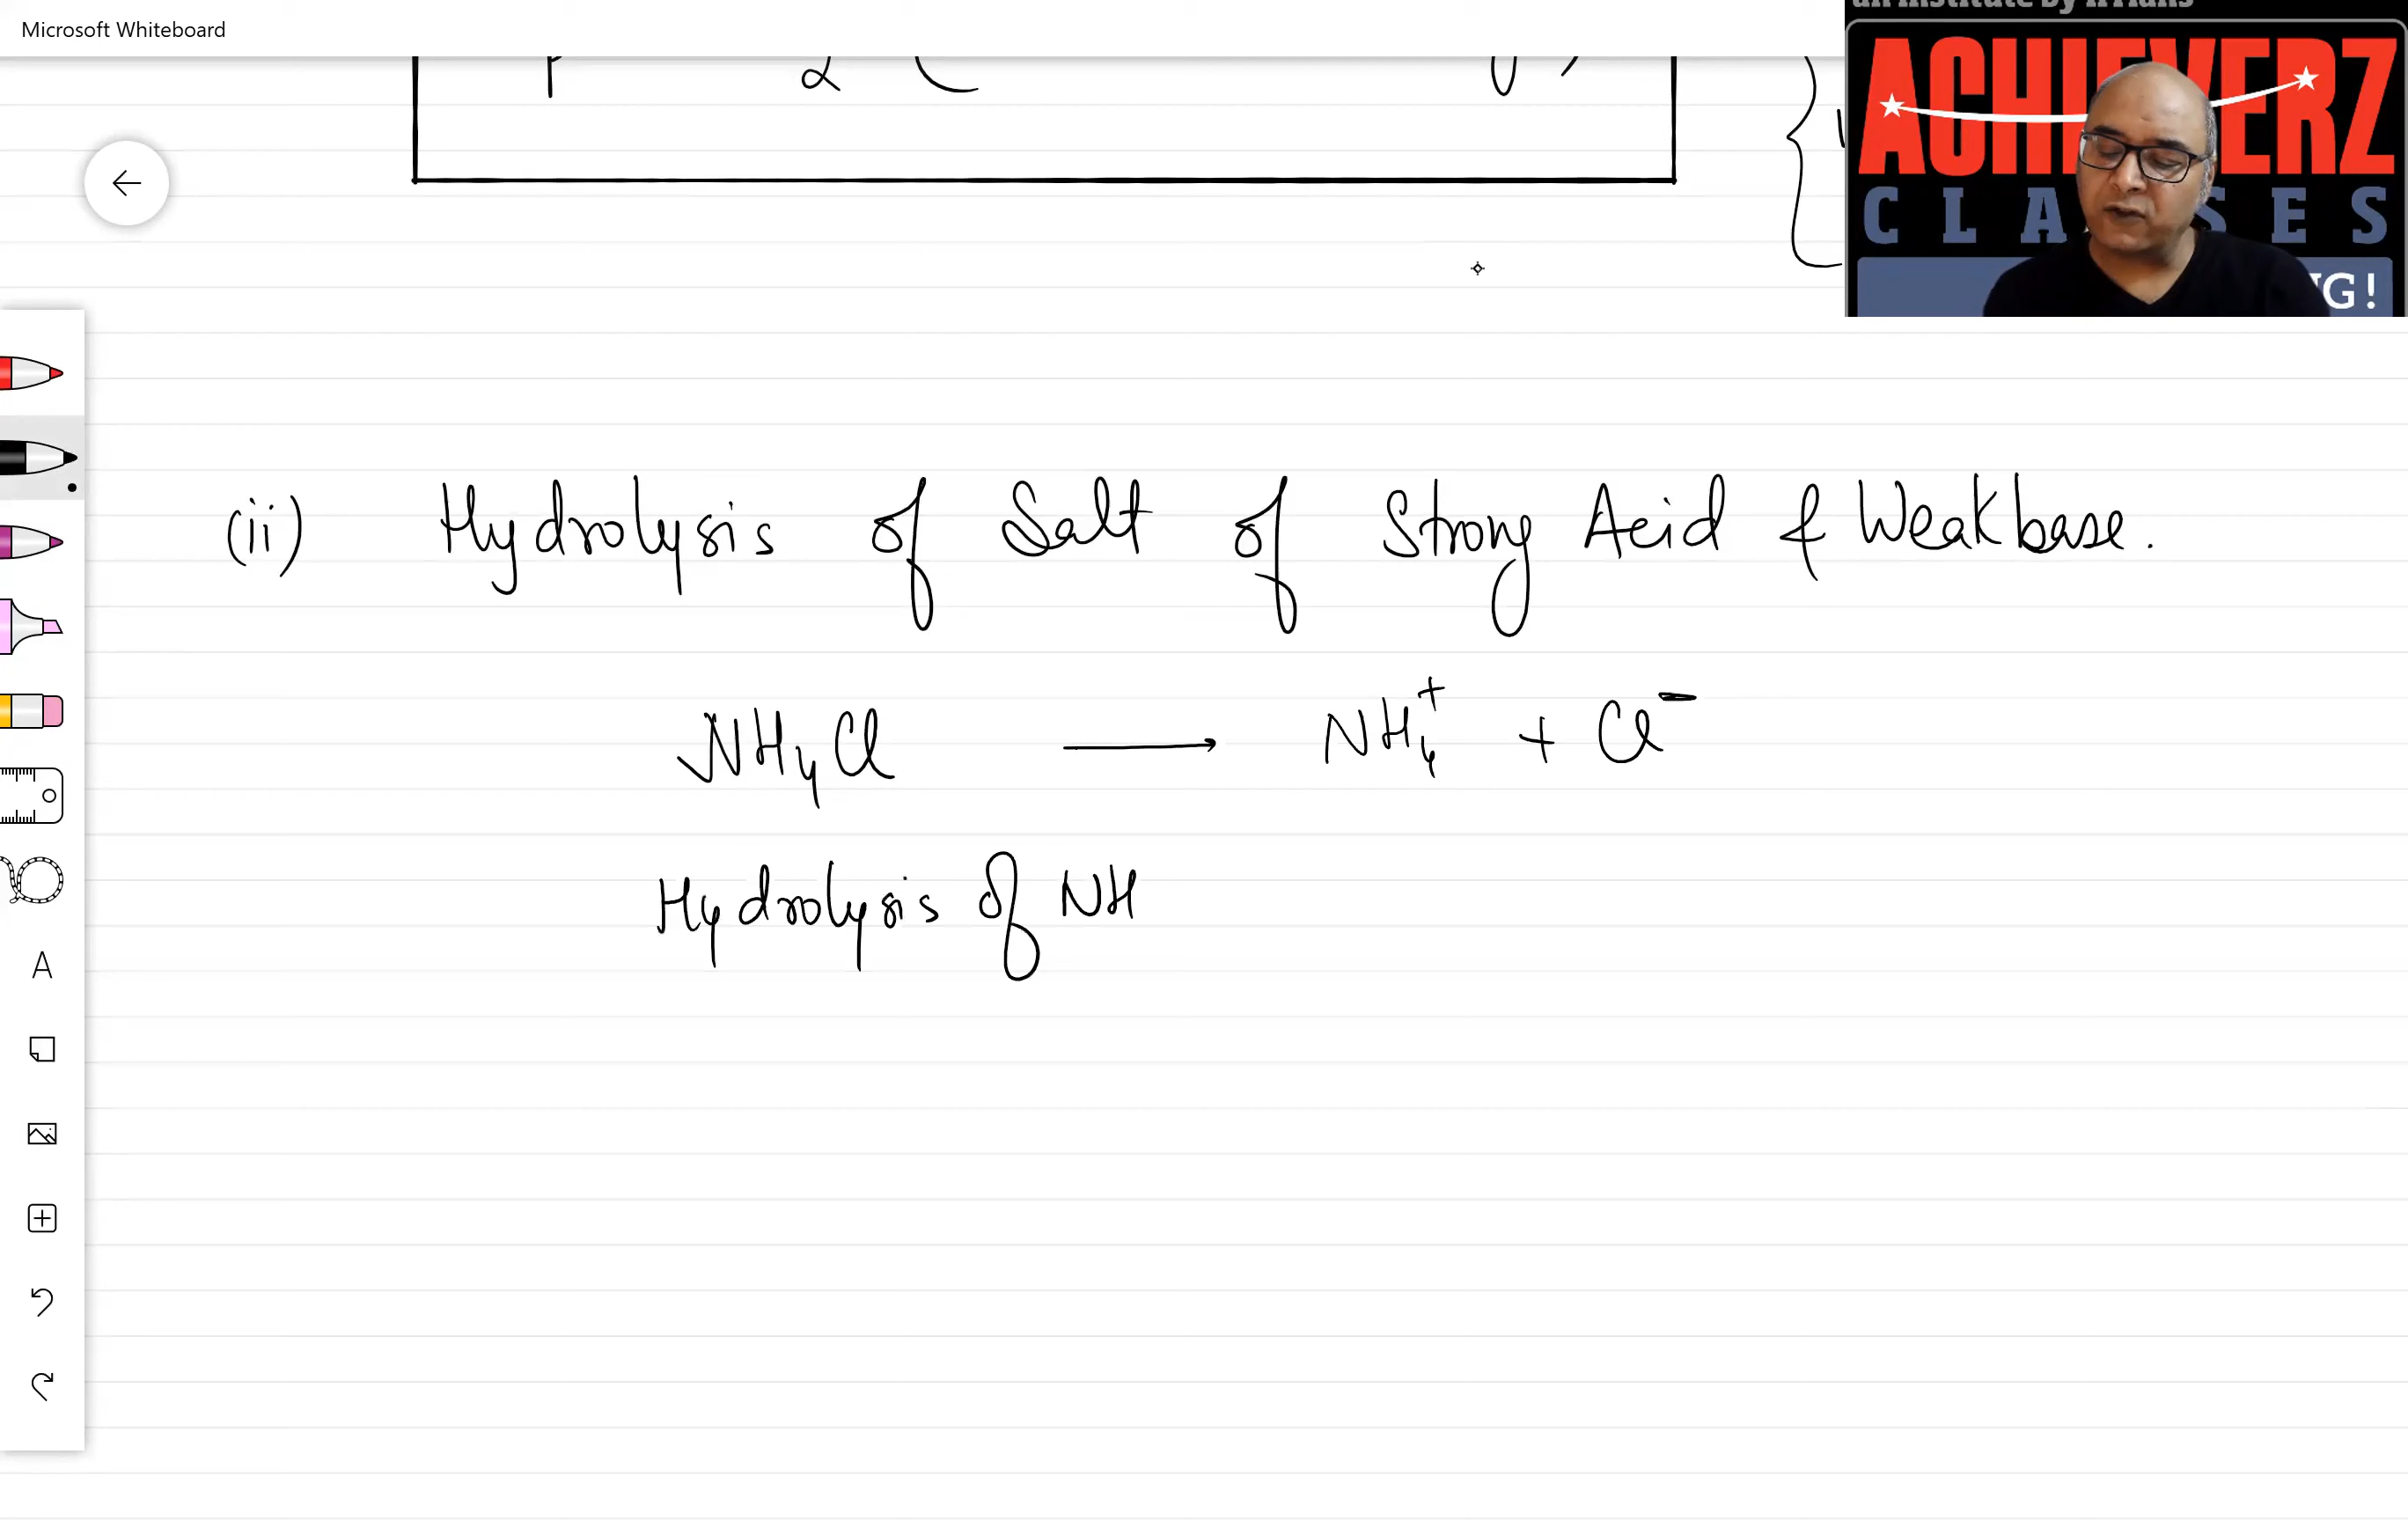 Microsoft Whiteboard
ACHIEVERZ
CLASSES
G!
(ii) Hydrolysis of Salt of Strong Acid & Weak base.
NH₄Cl ⟶ NH₄⁺ + Cl⁻
Hydrolysis of NH
A